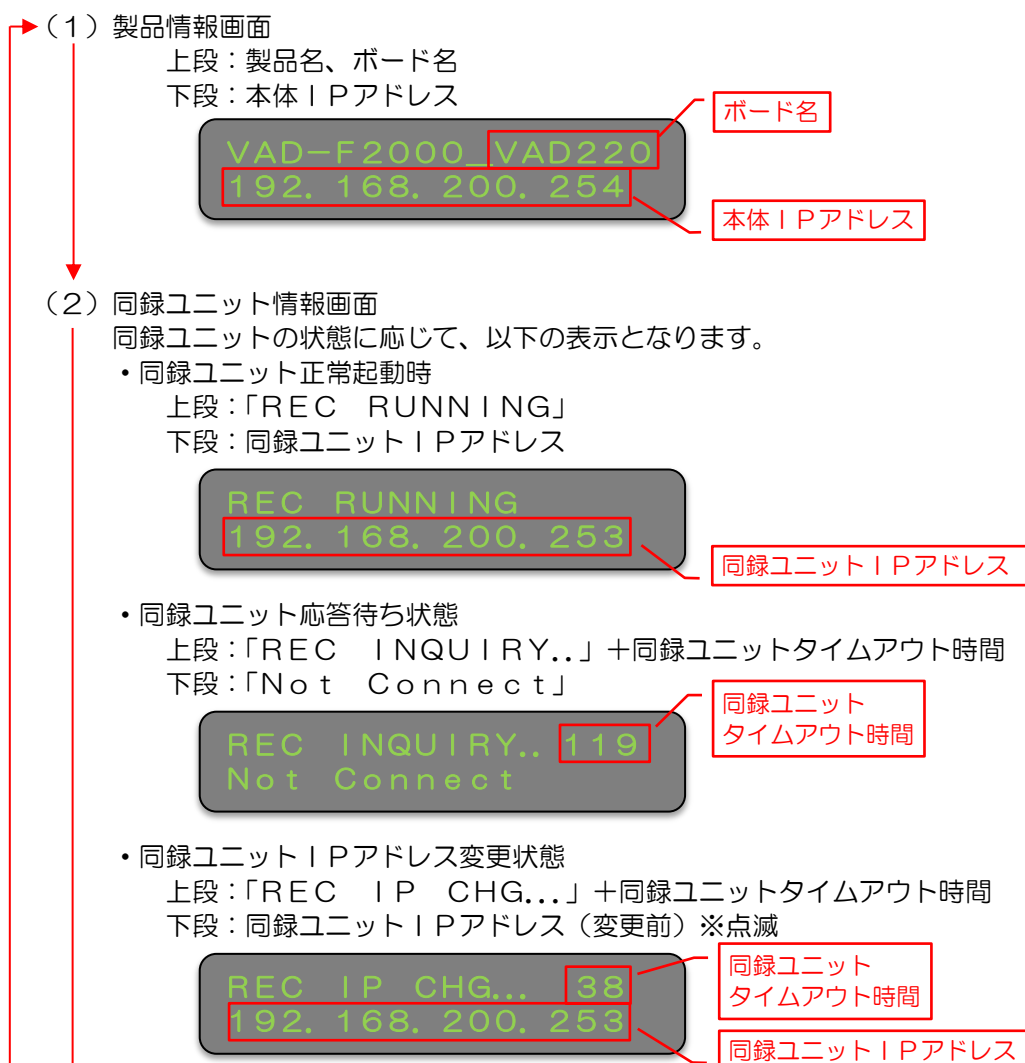 （１）製品情報画面
上段：製品名、ボード名
下段：本体ＩＰアドレス
ボード名
ＶＡＤ－Ｆ２０００＿ＶＡＤ２２０
１９２．１６８．２００．２５４
本体ＩＰアドレス
（２）同録ユニット情報画面
同録ユニットの状態に応じて、以下の表示となります。
・同録ユニット正常起動時
上段：「ＲＥＣ　ＲＵＮＮＩＮＧ」
下段：同録ユニットＩＰアドレス
ＲＥＣ　ＲＵＮＮＩＮＧ
１９２．１６８．２００．２５３
同録ユニットＩＰアドレス
・同録ユニット応答待ち状態
上段：「ＲＥＣ　ＩＮＱＵＩＲＹ..」＋同録ユニットタイムアウト時間
下段：「Ｎｏｔ　Ｃｏｎｎｅｃｔ」
同録ユニット
タイムアウト時間
ＲＥＣ　ＩＮＱＵＩＲＹ..１１９
Ｎｏｔ　Ｃｏｎｎｅｃｔ
・同録ユニットＩＰアドレス変更状態
上段：「ＲＥＣ　ＩＰ　ＣＨＧ...」＋同録ユニットタイムアウト時間
下段：同録ユニットＩＰアドレス（変更前）※点滅
同録ユニット
タイムアウト時間
ＲＥＣ　ＩＰ　ＣＨＧ...　３８
１９２．１６８．２００．２５３
同録ユニットＩＰアドレス